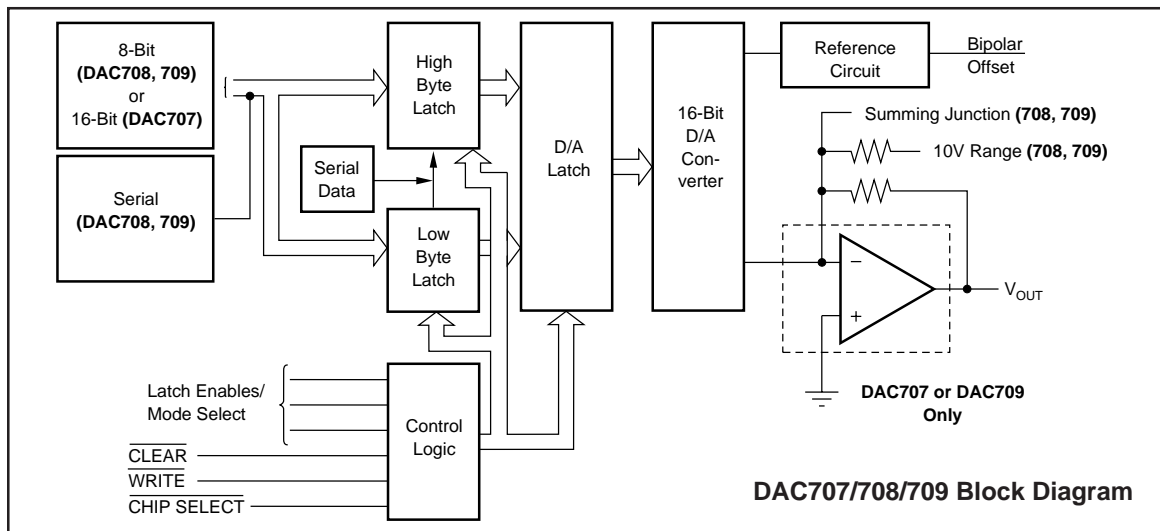 8-Bit
(DAC708, 709)
or
16-Bit (DAC707)
Serial
(DAC708, 709)
High
Byte
Latch
Serial
Data
Low
Byte
Latch
D/A
Latch
16-Bit
D/A
Con-
verter
Reference
Circuit
Bipolar
Offset
Summing Junction (708, 709)
10V Range (708, 709)
−
+
VOUT
DAC707 or DAC709
Only
Latch Enables/
Mode Select
CLEAR
WRITE
CHIP SELECT
Control
Logic
DAC707/708/709 Block Diagram